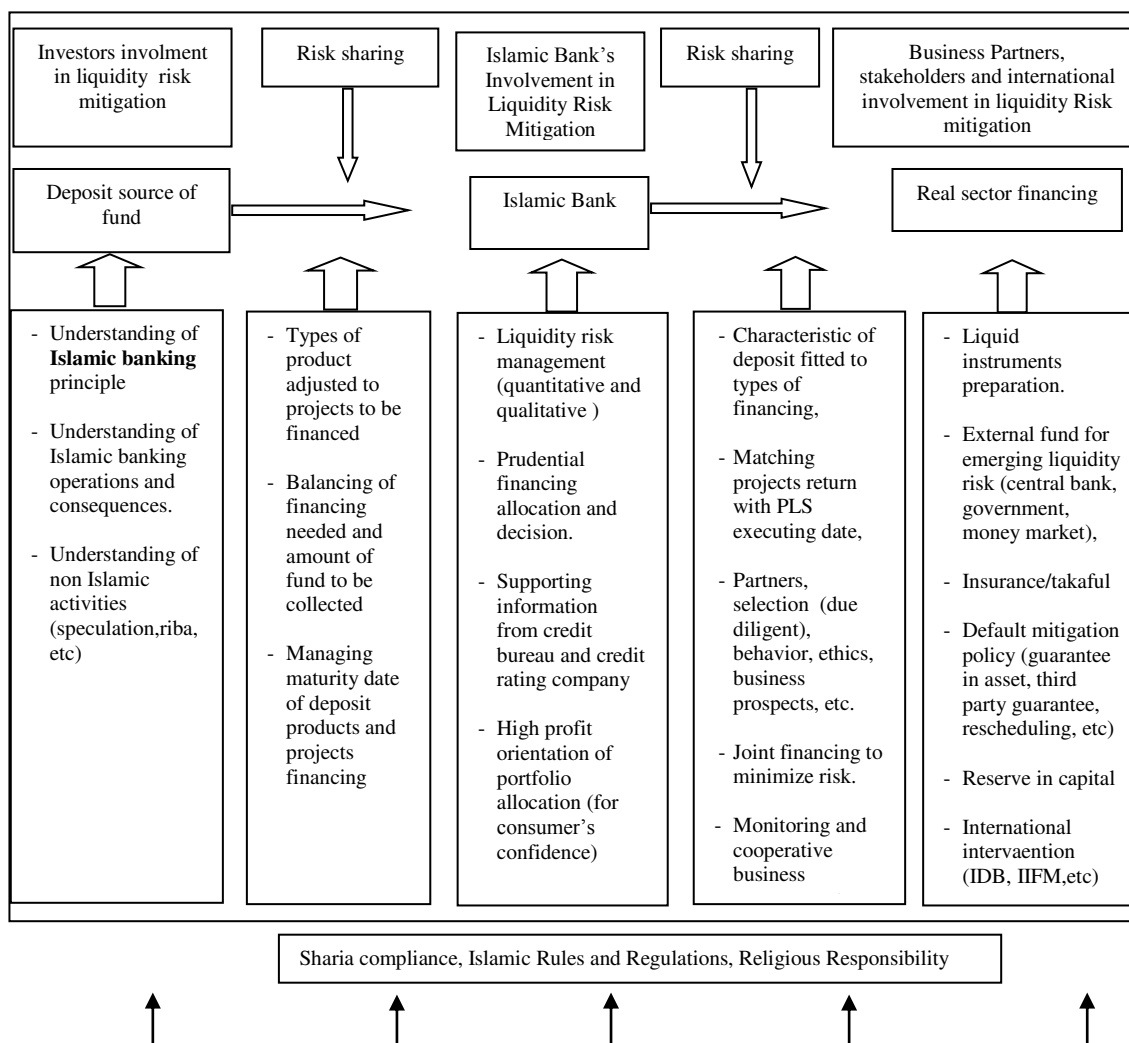 Investors involment
in liquidity risk
mitigation
Risk sharing
Islamic Bank's
Involvement in
Liquidity Risk
Mitigation
Risk sharing
Business Partners,
stakeholders and international
involvement in liquidity Risk
mitigation
Deposit source of
fund
Islamic Bank
Real sector financing
- Understanding of
Islamic banking
principle
- Understanding of
Islamic banking
operations and
consequences.
- Understanding of
non Islamic
activities
(speculation,riba,
etc)
- Types of
product
adjusted to
projects to be
financed
- Balancing of
financing
needed and
amount of
fund to be
collected
- Managing
maturity date
of deposit
products and
projects
financing
- Liquidity risk
management
(quantitative and
qualitative )
- Prudential
financing
allocation and
decision.
- Supporting
information
from credit
bureau and credit
rating company
- High profit
orientation of
portfolio
allocation (for
consumer's
confidence)
- Characteristic of
deposit fitted to
types of
financing,
- Matching
projects return
with PLS
executing date,
- Partners,
selection (due
diligent),
behavior, ethics,
business
prospects, etc.
- Joint financing to
minimize risk.
- Monitoring and
cooperative
business
- Liquid
instruments
preparation.
- External fund for
emerging liquidity
risk (central bank,
government,
money market),
- Insurance/takaful
- Default mitigation
policy (guarantee
in asset, third
party guarantee,
rescheduling, etc)
- Reserve in capital
- International
intervaention
(IDB, IIFM,etc)
Sharia compliance, Islamic Rules and Regulations, Religious Responsibility